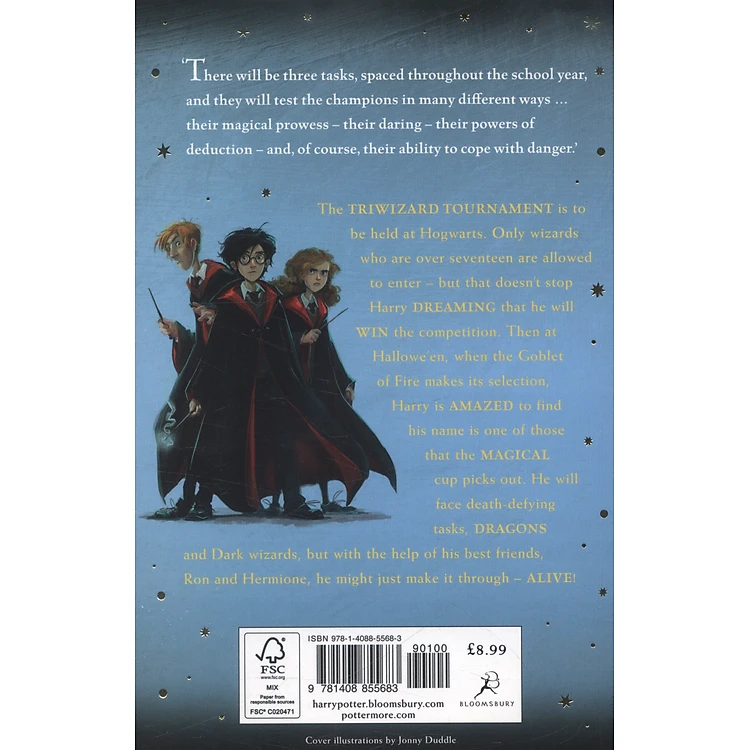 ‘There will be three tasks, spaced throughout the school year,
and they will test the champions in many different ways …
their magical prowess – their daring – their powers of
deduction – and, of course, their ability to cope with danger.’
The TRIWIZARD TOURNAMENT is to
be held at Hogwarts. Only wizards
who are over seventeen are allowed
to enter – but that doesn’t stop
Harry DREAMING that he will
WIN the competition. Then at
Hallowe’en, when the Goblet
of Fire makes its selection,
Harry is AMAZED to find
his name is one of those
that the MAGICAL
cup picks out. He will
face death-defying
tasks, DRAGONS
and Dark wizards, but with the help of his best friends,
Ron and Hermione, he might just make it through – ALIVE!
FSC
www.fsc.org
MIX
Paper from
responsible sources
FSC® C020471
ISBN 978-1-4088-5568-3
90100
9 781408 855683
harrypotter.bloomsbury.com
pottermore.com
£8.99
BLOOMSBURY
Cover illustrations by Jonny Duddle